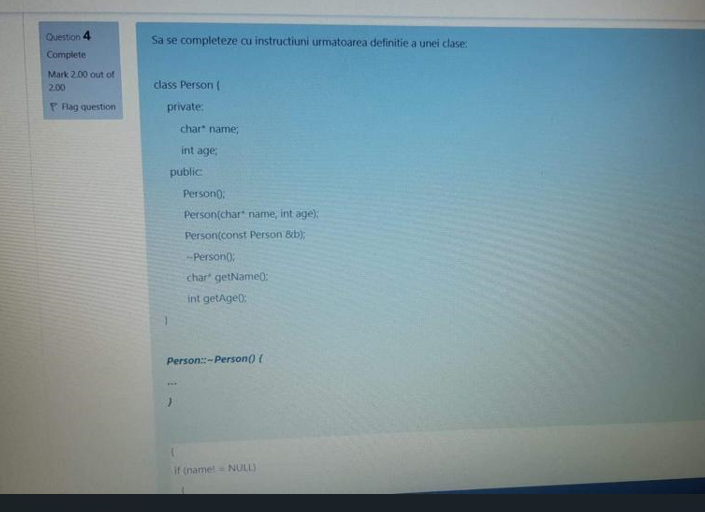 Question 4
Complete
Mark 2.00 out of
2.00
Flag question
Sa se completeze cu instructiuni urmatoarea definitie a unei clase:
class Person {
private:
char* name;
int age;
public:
Person();
Person(char* name, int age);
Person(const Person &b);
~Person();
char* getName();
int getAge();
}
Person::~Person() {
...
}
{
if (name! = NULL)